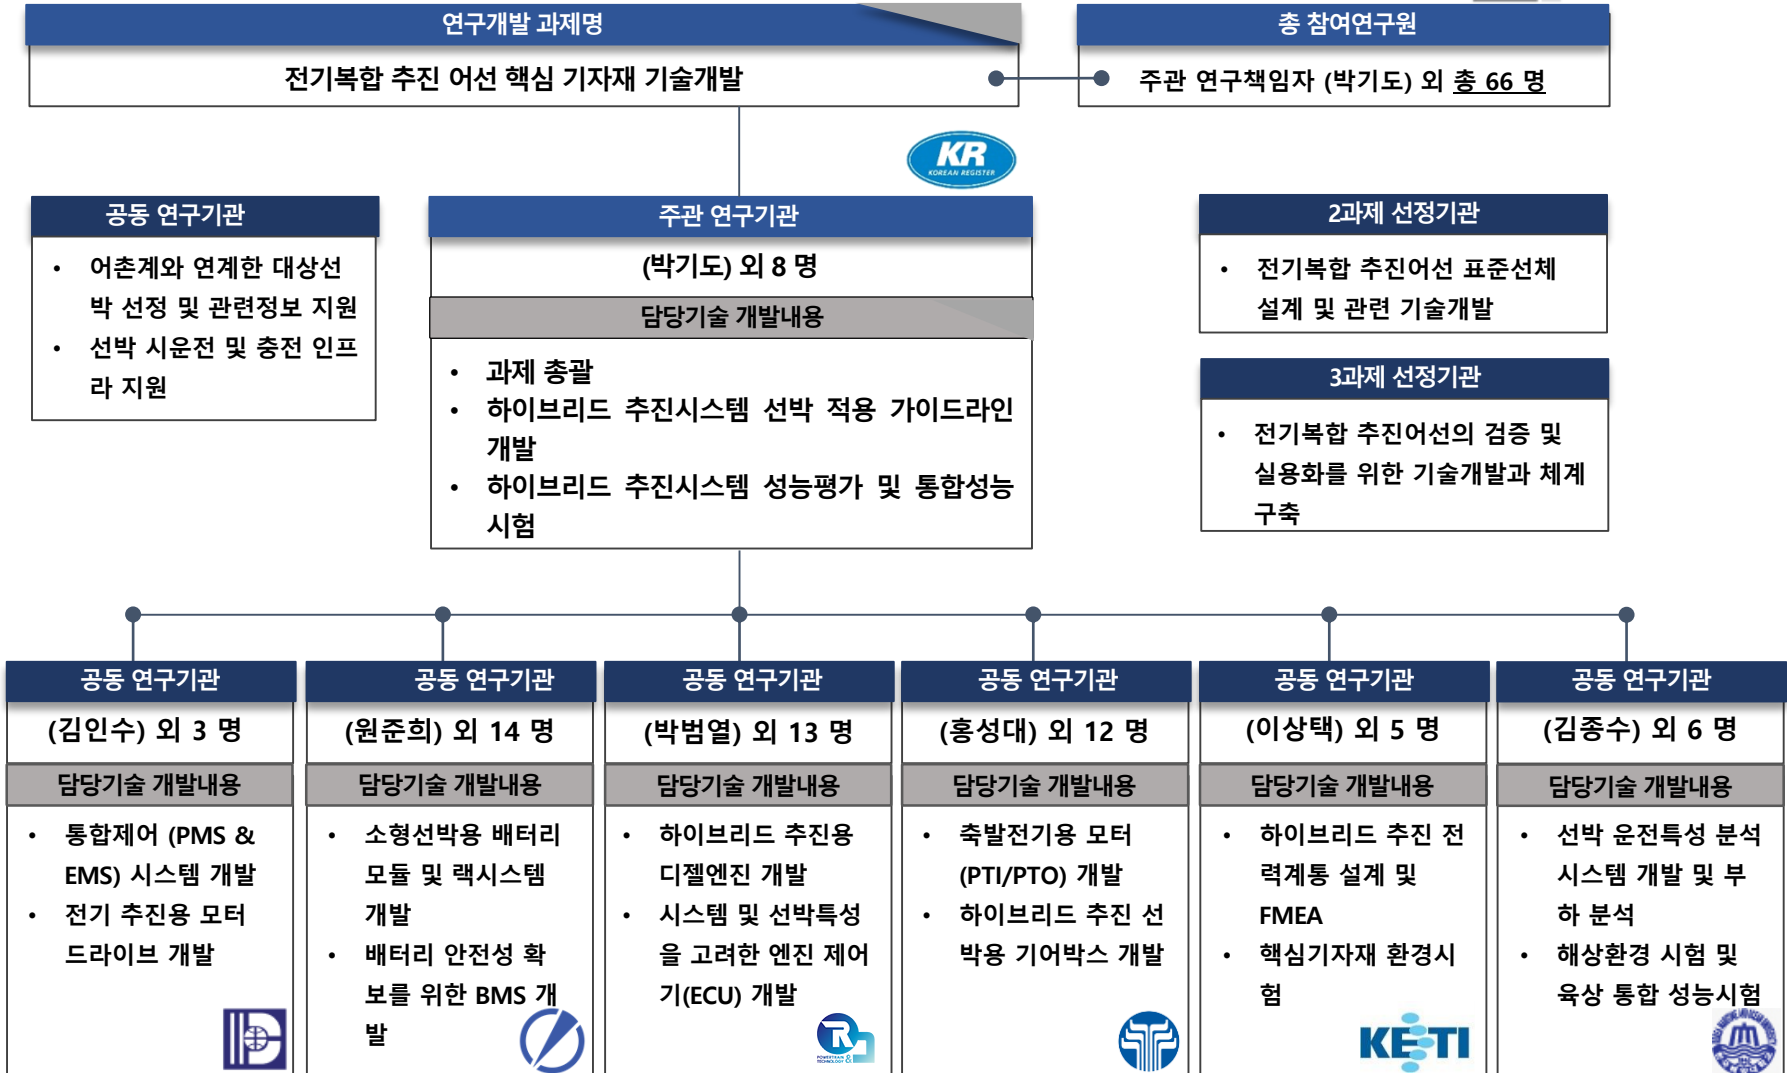 연구개발 과제명
전기복합 추진 어선 핵심 기자재 기술개발
총 참여연구원
주관 연구책임자 (박기도) 외 총 66 명
KR
KOREAN REGISTER
공동 연구기관
• 어촌계와 연계한 대상선
박 선정 및 관련정보 지원
• 선박 시운전 및 충전 인프
라 지원
주관 연구기관
(박기도) 외 8 명
담당기술 개발내용
• 과제 총괄
• 하이브리드 추진시스템 선박 적용 가이드라인
개발
• 하이브리드 추진시스템 성능평가 및 통합성능
시험
2과제 선정기관
• 전기복합 추진어선 표준선체
설계 및 관련 기술개발
3과제 선정기관
• 전기복합 추진어선의 검증 및
실용화를 위한 기술개발과 체계
구축
공동 연구기관
(김인수) 외 3 명
담당기술 개발내용
• 통합제어 (PMS &
EMS) 시스템 개발
• 전기 추진용 모터
드라이브 개발
공동 연구기관
(원준희) 외 14 명
담당기술 개발내용
• 소형선박용 배터리
모듈 및 랙시스템
개발
• 배터리 안전성 확
보를 위한 BMS 개
발
공동 연구기관
(박범열) 외 13 명
담당기술 개발내용
• 하이브리드 추진용
디젤엔진 개발
• 시스템 및 선박특성
을 고려한 엔진 제어
기(ECU) 개발
POWERTRAIN
TECHNOLOGY
공동 연구기관
(홍성대) 외 12 명
담당기술 개발내용
• 축발전기용 모터
(PTI/PTO) 개발
• 하이브리드 추진 선
박용 기어박스 개발
공동 연구기관
(이상택) 외 5 명
담당기술 개발내용
• 하이브리드 추진 전
력계통 설계 및
FMEA
• 핵심기자재 환경시
험
KETI
공동 연구기관
(김종수) 외 6 명
담당기술 개발내용
• 선박 운전특성 분석
시스템 개발 및 부
하 분석
• 해상환경 시험 및
육상 통합 성능시험